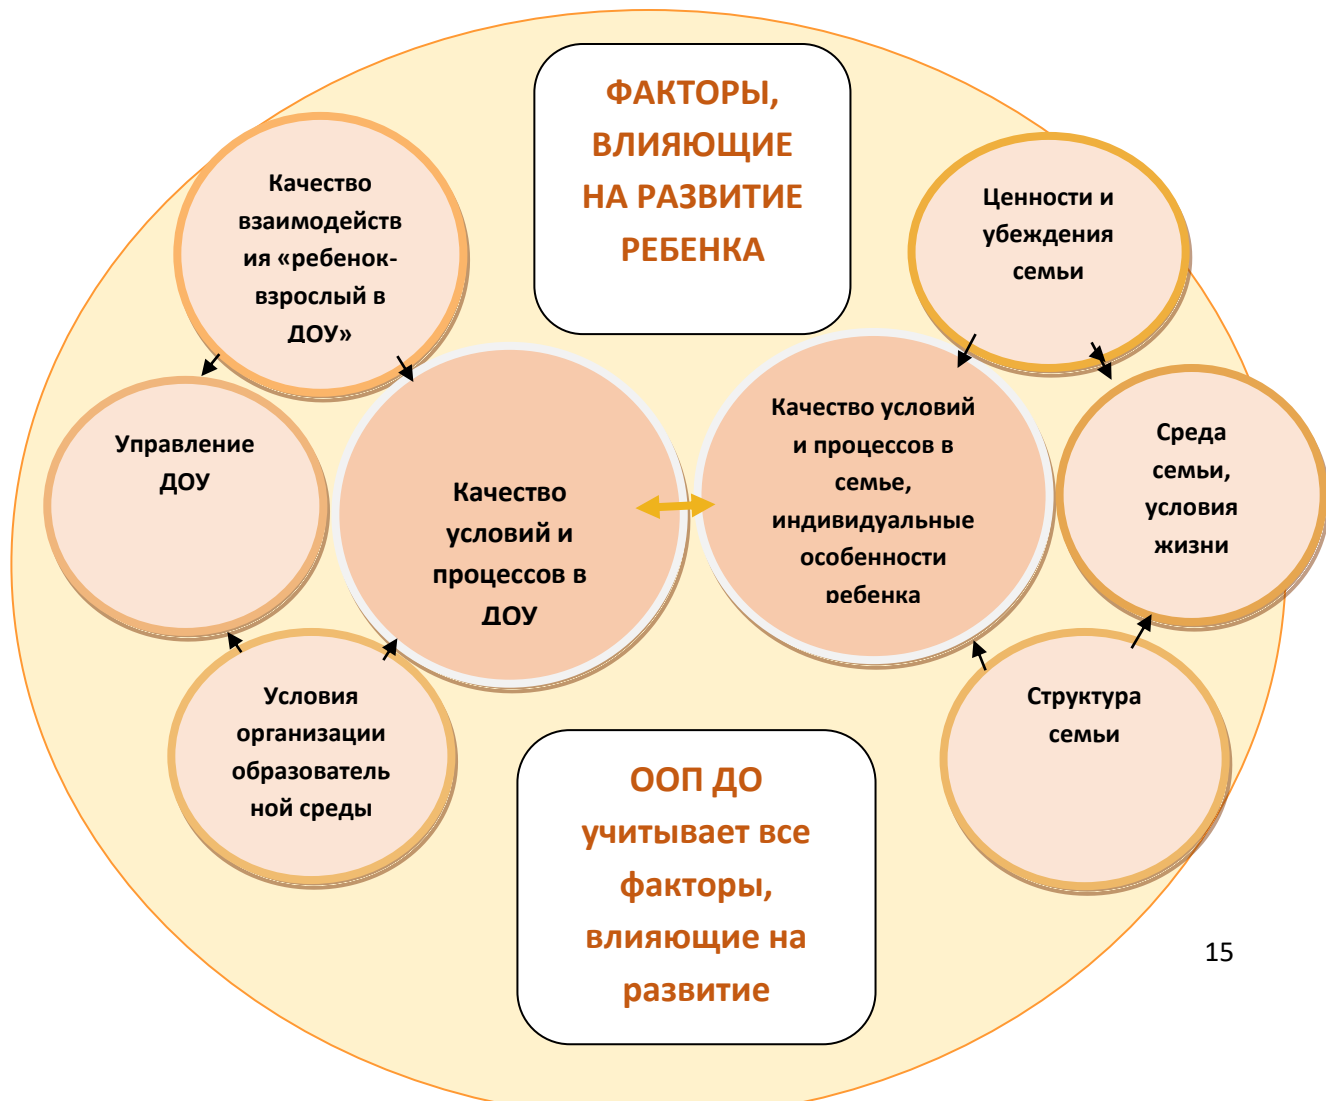 ФАКТОРЫ,
ВЛИЯЮЩИЕ
НА РАЗВИТИЕ
РЕБЕНКА
Качество
взаимодейств
ия «ребенок-
взрослый в
ДОУ»
Ценности и
убеждения
семьи
Управление
ДОУ
Качество
условий и
процессов в
ДОУ
Качество условий
и процессов в
семье,
индивидуальные
особенности
ребенка
Среда
семьи,
условия
жизни
Условия
организации
образователь
ной среды
Структура
семьи
ООП ДО
учитывает все
факторы,
влияющие на
развитие
15